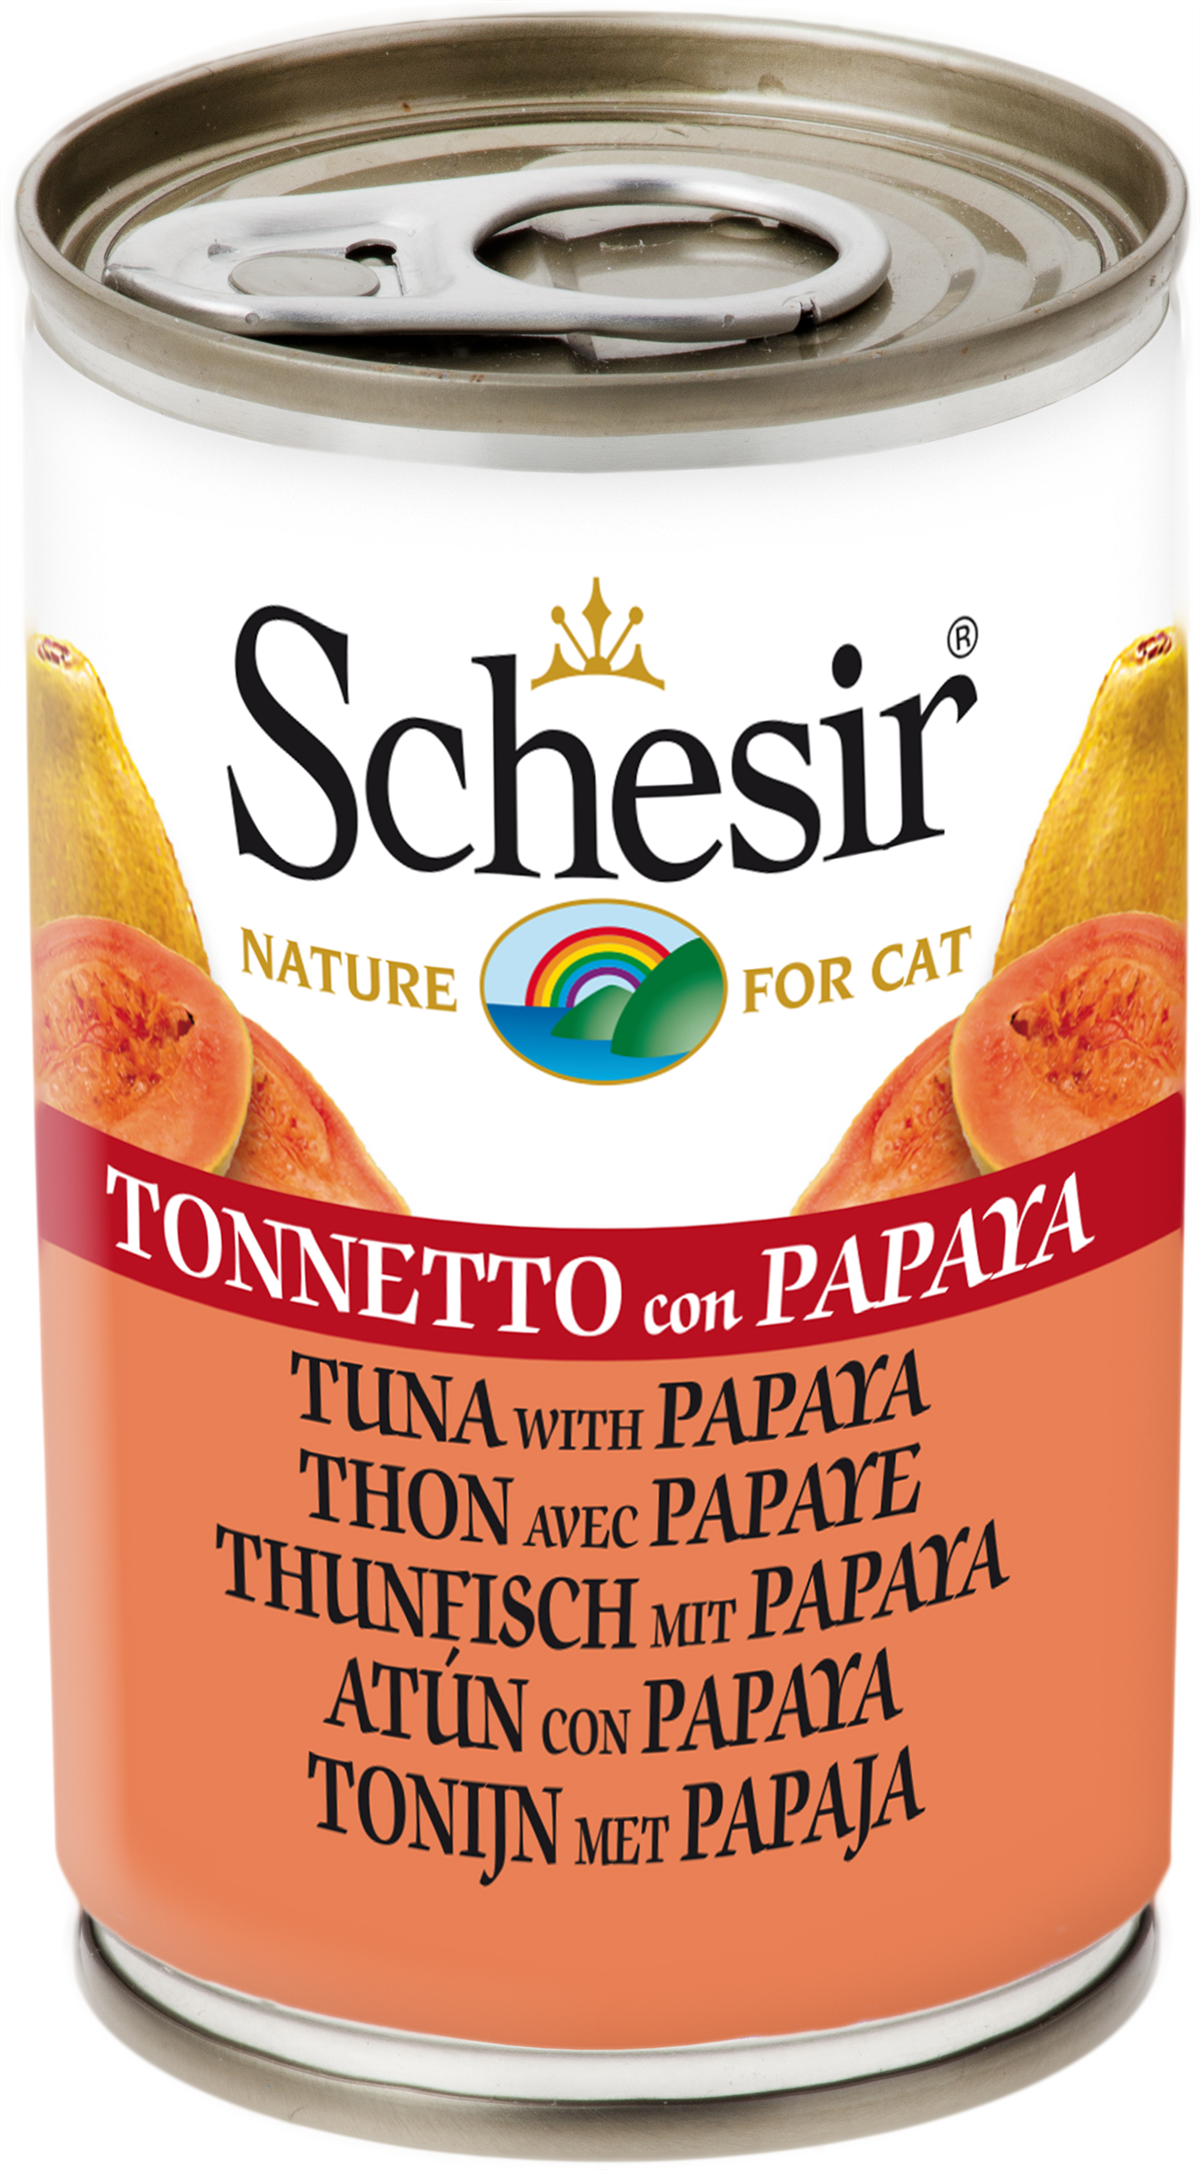 Schesir®
NATURE FOR CAT
TONNETTO con PAPAYA
TUNA WITH PAPAYA
THON AVEC PAPAYE
THUNFISCH MIT PAPAYA
ATÚN CON PAPAYA
TONIJN MET PAPAJA